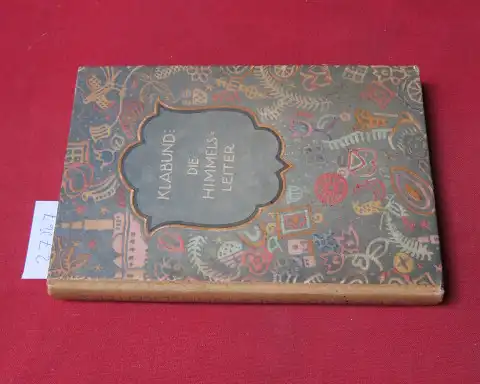 KLABUND:
DIE
HIMMELS-
LEITER